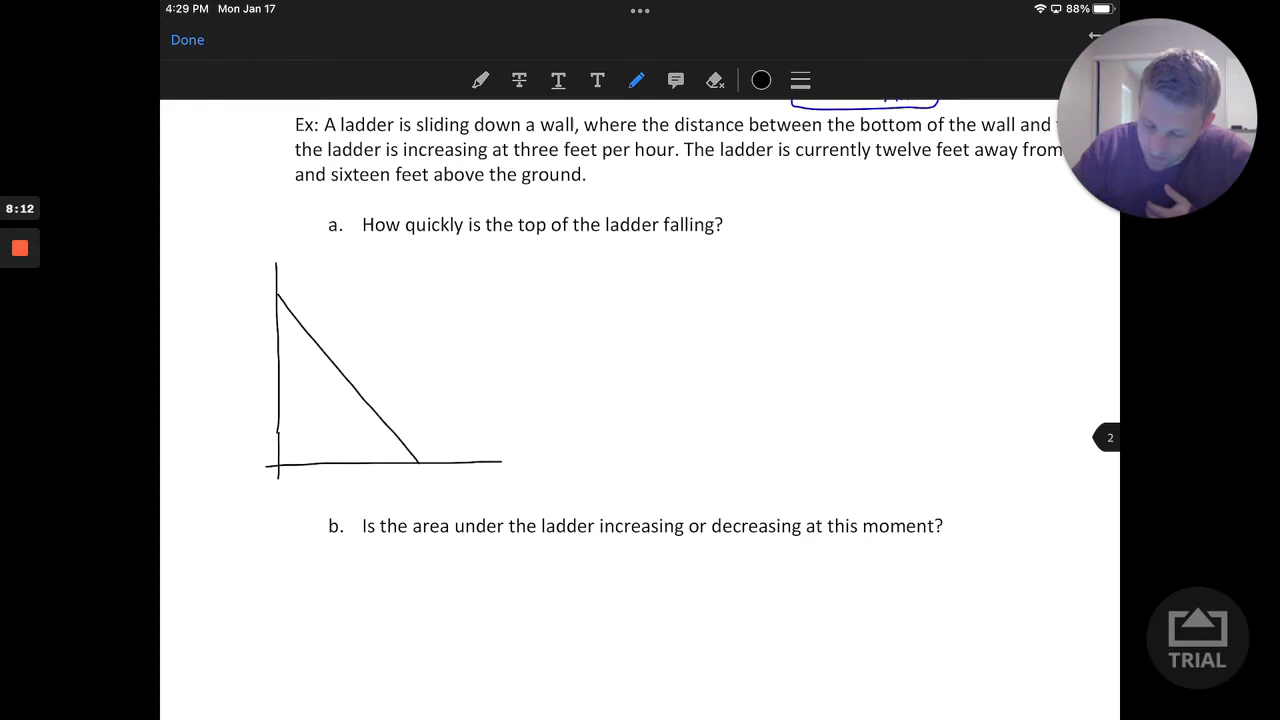 4:29 PM Mon Jan 17
88%
Done
T T T
Ex: A ladder is sliding down a wall, where the distance between the bottom of the wall and
the ladder is increasing at three feet per hour. The ladder is currently twelve feet away from
and sixteen feet above the ground.
8:12
a. How quickly is the top of the ladder falling?
2
b. Is the area under the ladder increasing or decreasing at this moment?
TRIAL